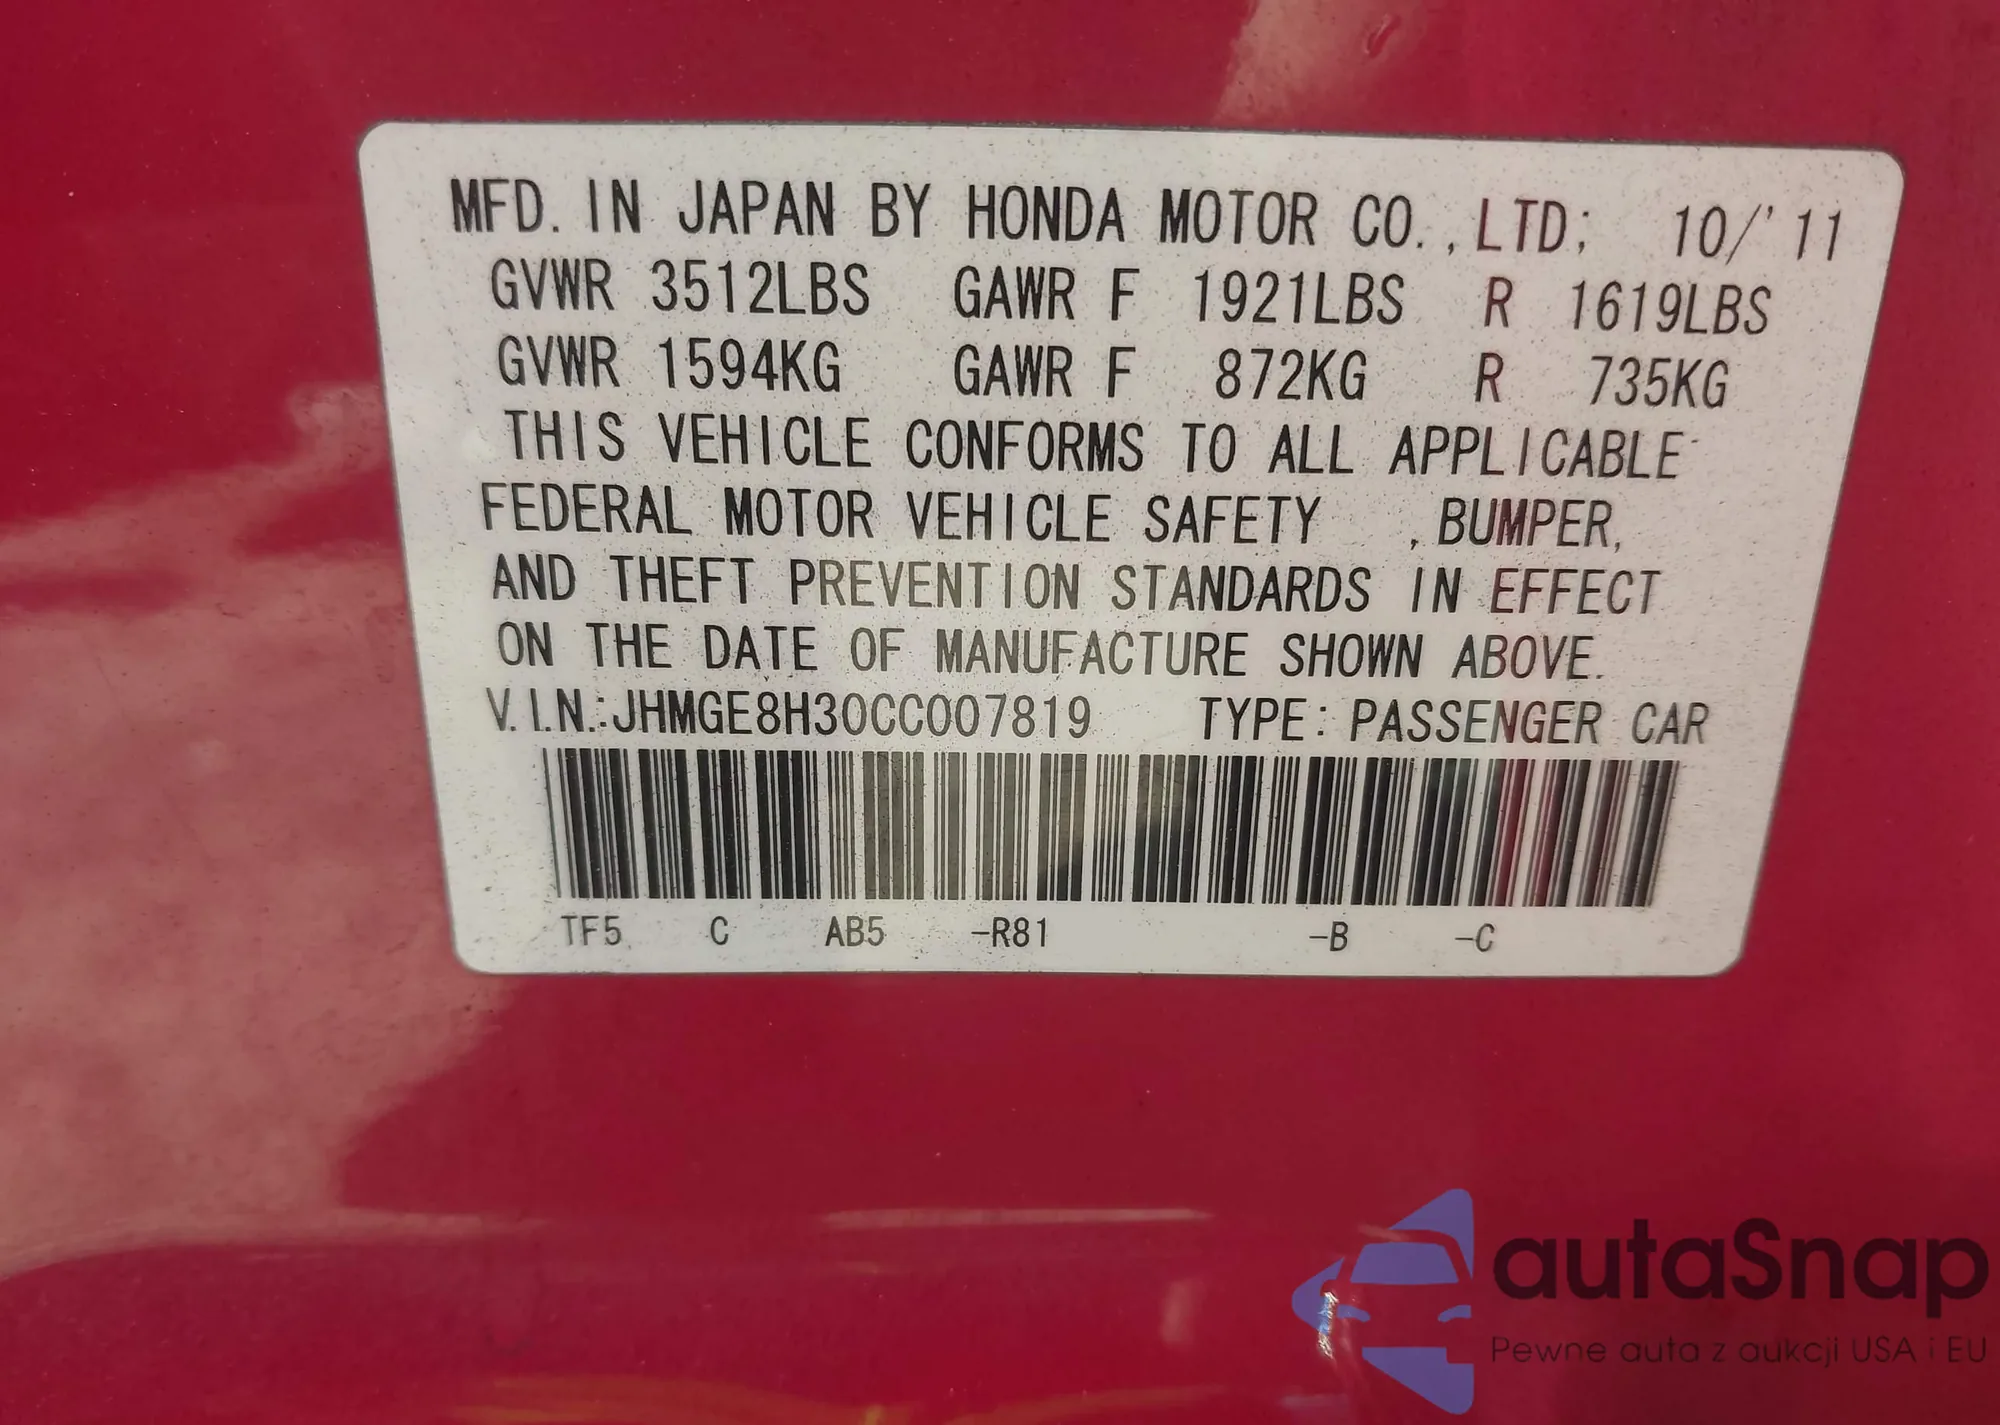 MFD. IN JAPAN BY HONDA MOTOR CO.,LTD; 10/'11
GVWR 3512LBS GAWR F 1921LBS R 1619LBS
GVWR 1594KG GAWR F 872KG R 735KG
THIS VEHICLE CONFORMS TO ALL APPLICABLE
FEDERAL MOTOR VEHICLE SAFETY , BUMPER,
AND THEFT PREVENTION STANDARDS IN EFFECT
ON THE DATE OF MANUFACTURE SHOWN ABOVE.
V.I.N.:JHMGE8H30CC007819 TYPE: PASSENGER CAR
TF5 C AB5 -R81 -B -C
autaSnap
Pewne auta z aukcji USA i EU